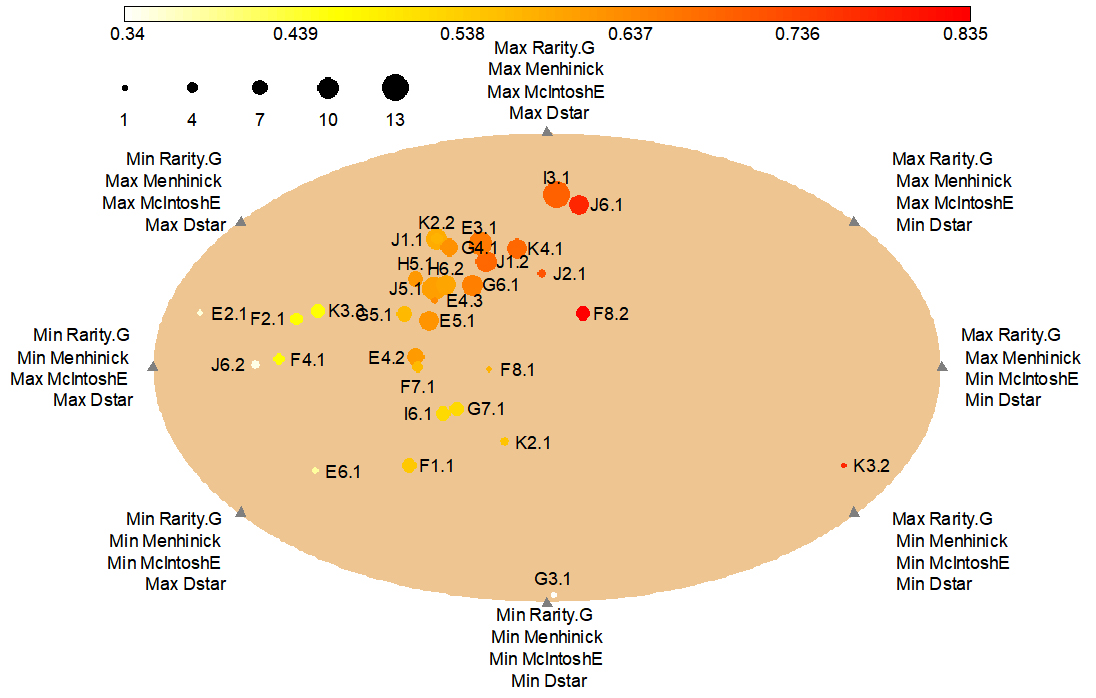 0.34 0.439 0.538 0.637 0.736 0.835
Max Rarity.G
Max Menhinick
Max McIntoshE
Max Dstar
1 4 7 10 13
Min Rarity.G
Max Menhinick
Max McIntoshE
Max Dstar
Max Rarity.G
Max Menhinick
Max McIntoshE
Min Dstar
I3.1
J6.1
K2.2
E3.1
J1.1
G4.1
K4.1
J1.2
H5.1
H6.2
J2.1
J5.1
G6.1
E4.3
E2.1
F2.1
K3.3
G5.1
E5.1
F8.2
Min Rarity.G
Min Menhinick
Max McIntoshE
Max Dstar
J6.2
F4.1
E4.2
F7.1
F8.1
Max Rarity.G
Max Menhinick
Min McIntoshE
Min Dstar
I6.1
G7.1
K2.1
E6.1
F1.1
K3.2
Min Rarity.G
Min Menhinick
Min McIntoshE
Max Dstar
Max Rarity.G
Min Menhinick
Min McIntoshE
Min Dstar
G3.1
Min Rarity.G
Min Menhinick
Min McIntoshE
Min Dstar